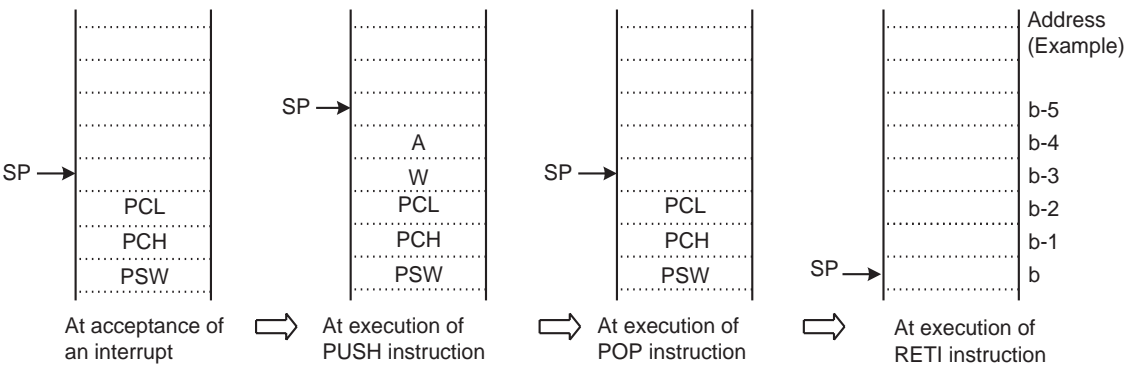 Address
(Example)
SP
b-5
A
b-4
SP
W
SP
b-3
PCL
PCL
PCL
b-2
PCH
PCH
PCH
b-1
PSW
PSW
PSW
SP
b
At acceptance of
an interrupt
At execution of
PUSH instruction
At execution of
POP instruction
At execution of
RETI instruction